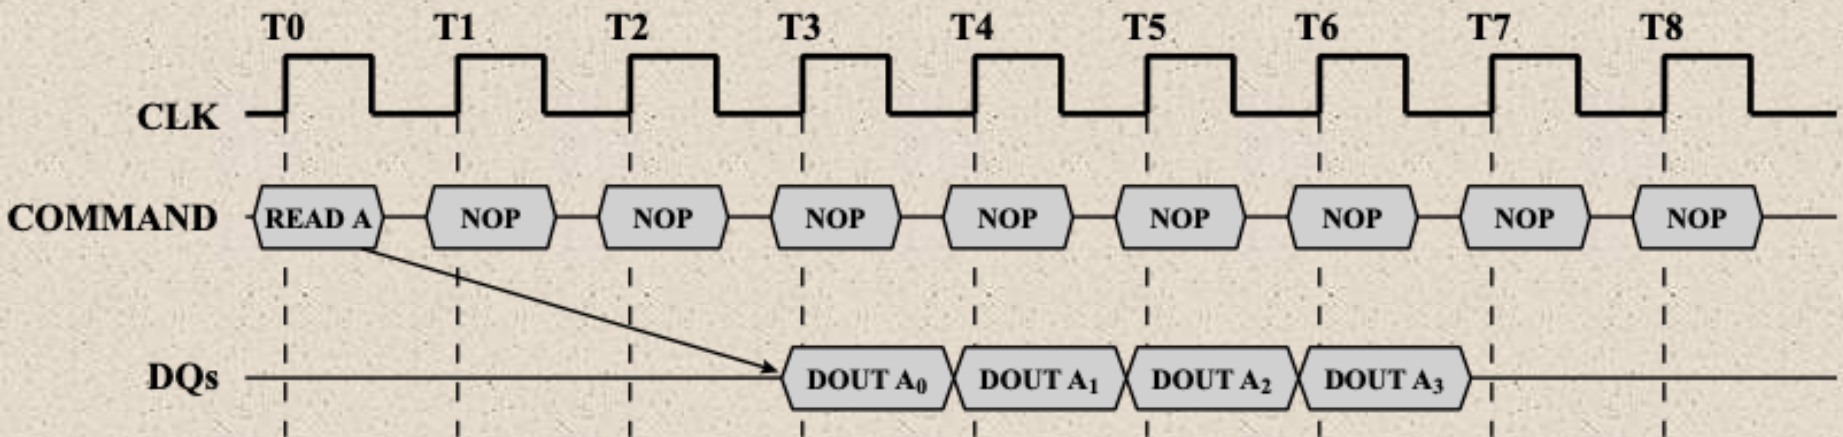 T0 T1 T2 T3 T4 T5 T6 T7 T8
CLK
COMMAND READ A NOP NOP NOP NOP NOP NOP NOP NOP
DQs DOUT A0 DOUT A1 DOUT A2 DOUT A3